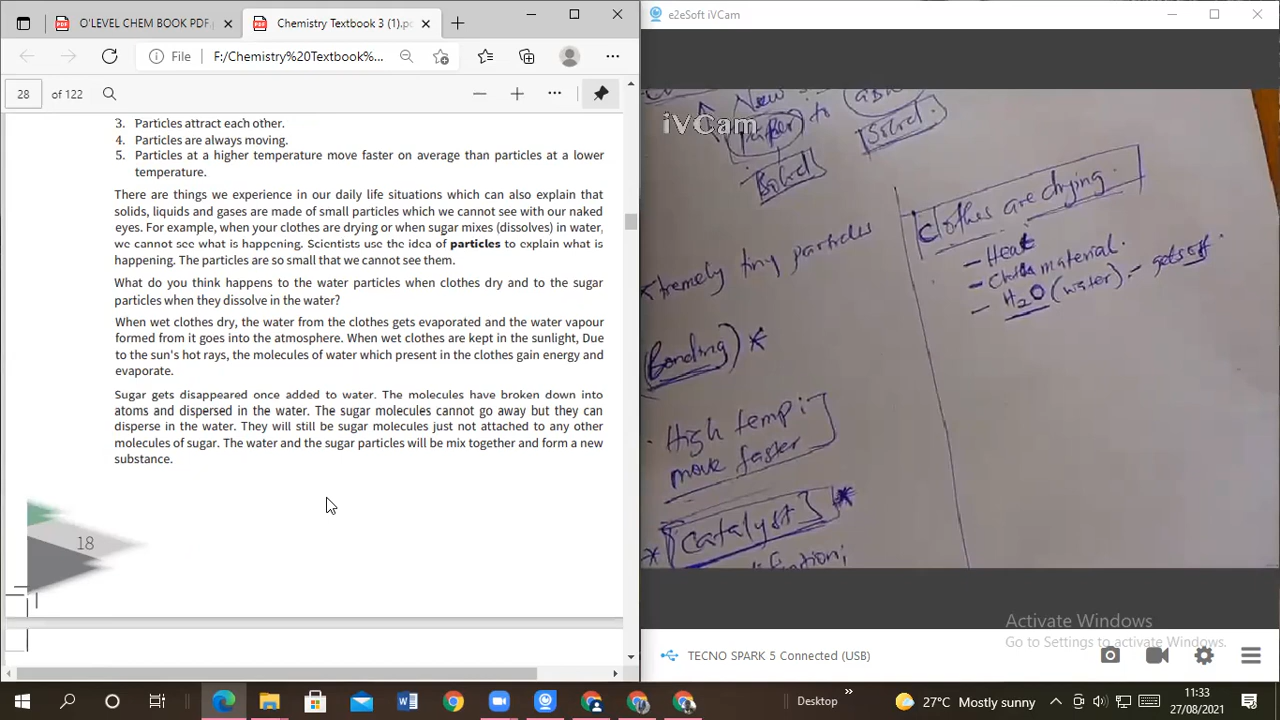 O'LEVEL CHEM BOOK PDF
Chemistry Textbook 3 (1).p
File
F:/Chemistry%20Textbook%...
28
of 122
3. Particles attract each other.
4. Particles are always moving.
5. Particles at a higher temperature move faster on average than particles at a lower
temperature.
There are things we experience in our daily life situations which can also explain that
solids, liquids and gases are made of small particles which we cannot see with our naked
eyes. For example, when your clothes are drying or when sugar mixes (dissolves) in water,
we cannot see what is happening. Scientists use the idea of particles to explain what is
happening. The particles are so small that we cannot see them.
What do you think happens to the water particles when clothes dry and to the sugar
particles when they dissolve in the water?
When wet clothes dry, the water from the clothes gets evaporated and the water vapour
formed from it goes into the atmosphere. When wet clothes are kept in the sunlight, Due
to the sun's hot rays, the molecules of water which present in the clothes gain energy and
evaporate.
Sugar gets disappeared once added to water. The molecules have broken down into
atoms and dispersed in the water. The sugar molecules cannot go away but they can
disperse in the water. They will still be sugar molecules just not attached to any other
molecules of sugar. The water and the sugar particles will be mix together and form a new
substance.
18
e2eSoft iVCam
iVCam
New
to
Solid.
Solid
xtremely tiny particles
(Bonding) *
High temp:
move faster
* [Catalyst] *
Clothes are drying.
- Heat
- Cloth material.
- H₂O (water). - gets off.
Activate Windows
Go to Settings to activate Windows.
TECNO SPARK 5 Connected (USB)
Desktop
27°C Mostly sunny
11:33
27/08/2021